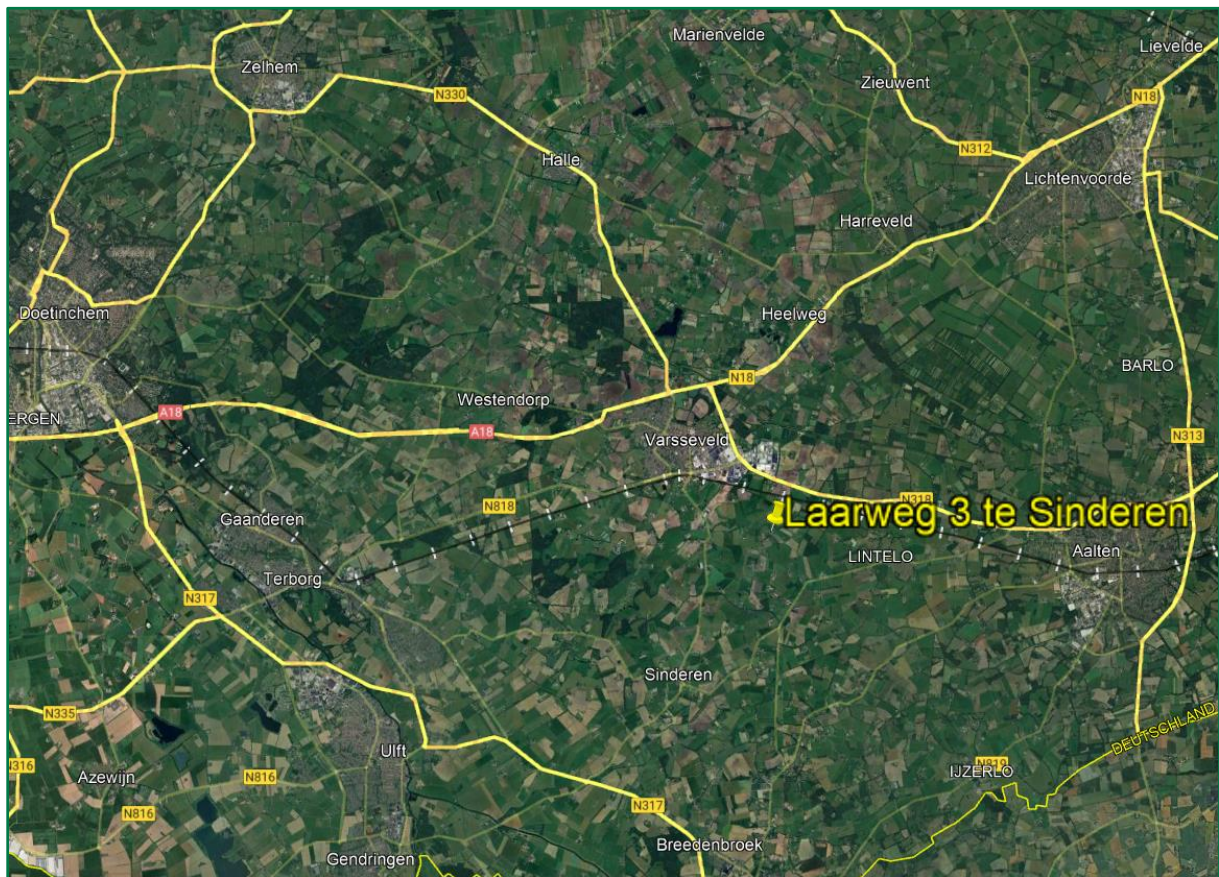 Marienvelde
Lievelde
Zelhem
Zieuwent
N330
N18
Halle
N312
Lichtenvoorde
Harreveld
Doetinchem
Heelweg
BARLO
N18
Westendorp
ERGEN
A18
A18
Varsseveld
N313
N818
N318
Laarweg 3 te Sinderen
Gaanderen
LINTELO
Aalten
Terborg
N317
Sinderen
N335
DEUTSCHLAND
Ulft
N316
Azewijn
N816
N819
IJZERLO
N816
N317
Breedenbroek
Gendringen